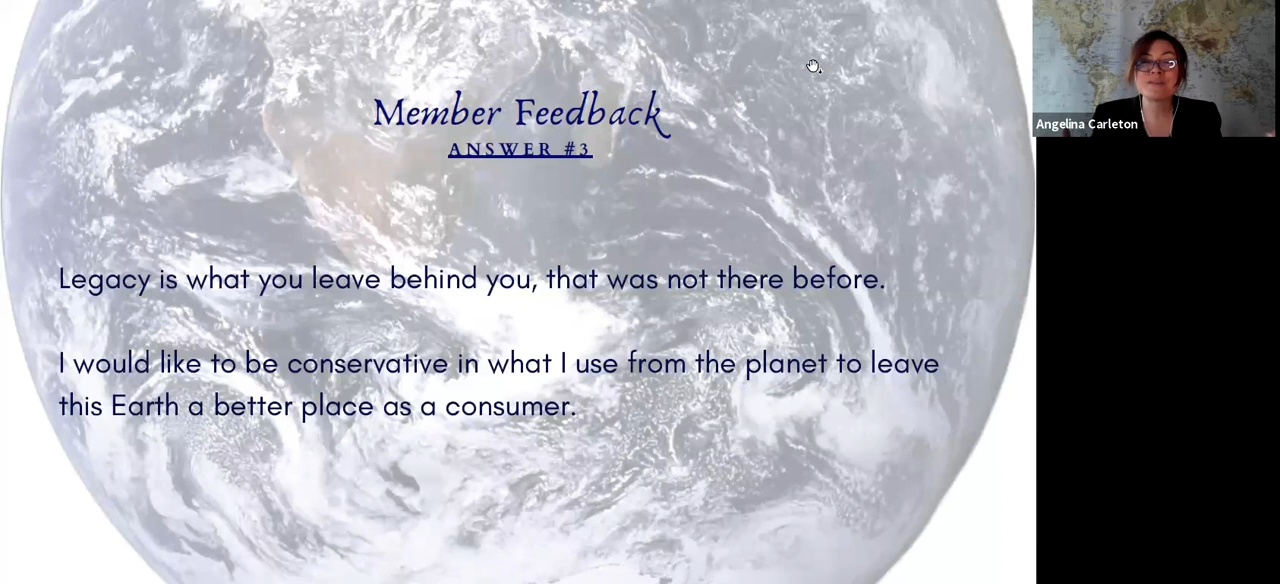 Member Feedback
ANSWER #3
Legacy is what you leave behind you, that was not there before.
I would like to be conservative in what I use from the planet to leave
this Earth a better place as a consumer.
Angelina Carleton